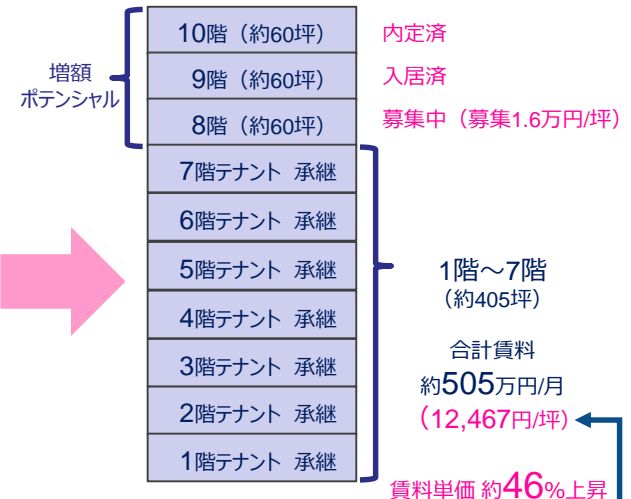 10階（約60坪）
内定済
増額
ポテンシャル
9階（約60坪）
入居済
8階（約60坪）
募集中（募集1.6万円/坪）
7階テナント 承継
6階テナント 承継
5階テナント 承継
4階テナント 承継
3階テナント 承継
2階テナント 承継
1階テナント 承継
1階～7階
（約405坪）
合計賃料
約505万円/月
（12,467円/坪）
賃料単価 約46%上昇